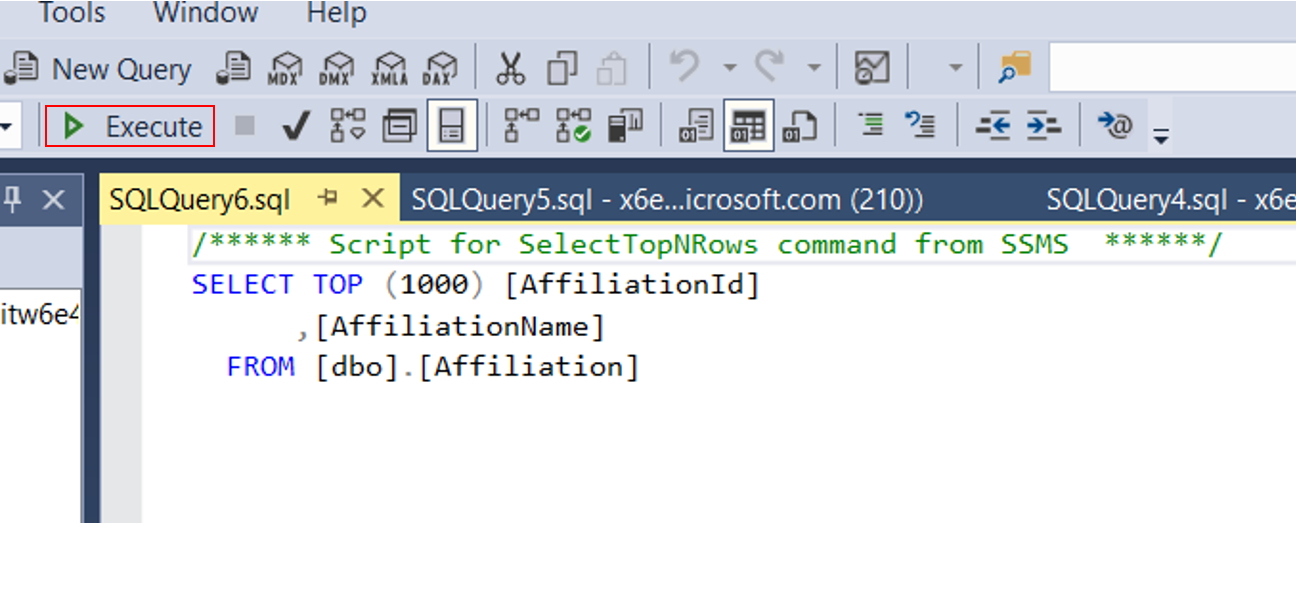 Tools Window Help
New Query MDX DMX XMLA DAX
Execute
SQLQuery6.sql SQLQuery5.sql - x6e...icrosoft.com (210)) SQLQuery4.sql - x6e
/****** Script for SelectTopNRows command from SSMS  ******/
SELECT TOP (1000) [AffiliationId]
,[AffiliationName]
itw6e4
FROM [dbo].[Affiliation]